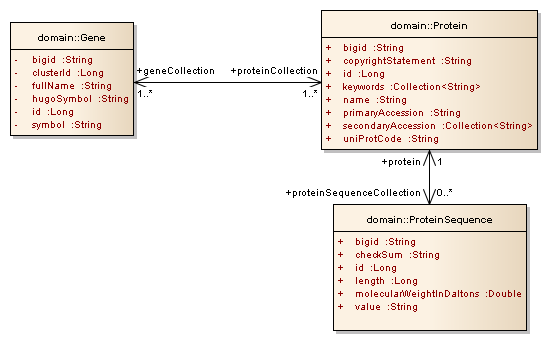 domain::Gene
- bigid :String
- clusterId :Long
- fullName :String
- hugoSymbol :String
- id :Long
- symbol :String
+geneCollection
1..*
+proteinCollection
1..*
domain::Protein
+ bigid :String
+ copyrightStatement :String
+ id :Long
+ keywords :Collection<String>
+ name :String
+ primaryAccession :String
+ secondaryAccession :Collection<String>
+ uniProtCode :String
+protein 1
+proteinSequenceCollection 0..*
domain::ProteinSequence
+ bigid :String
+ checkSum :String
+ id :Long
+ length :Long
+ molecularWeightInDaltons :Double
+ value :String